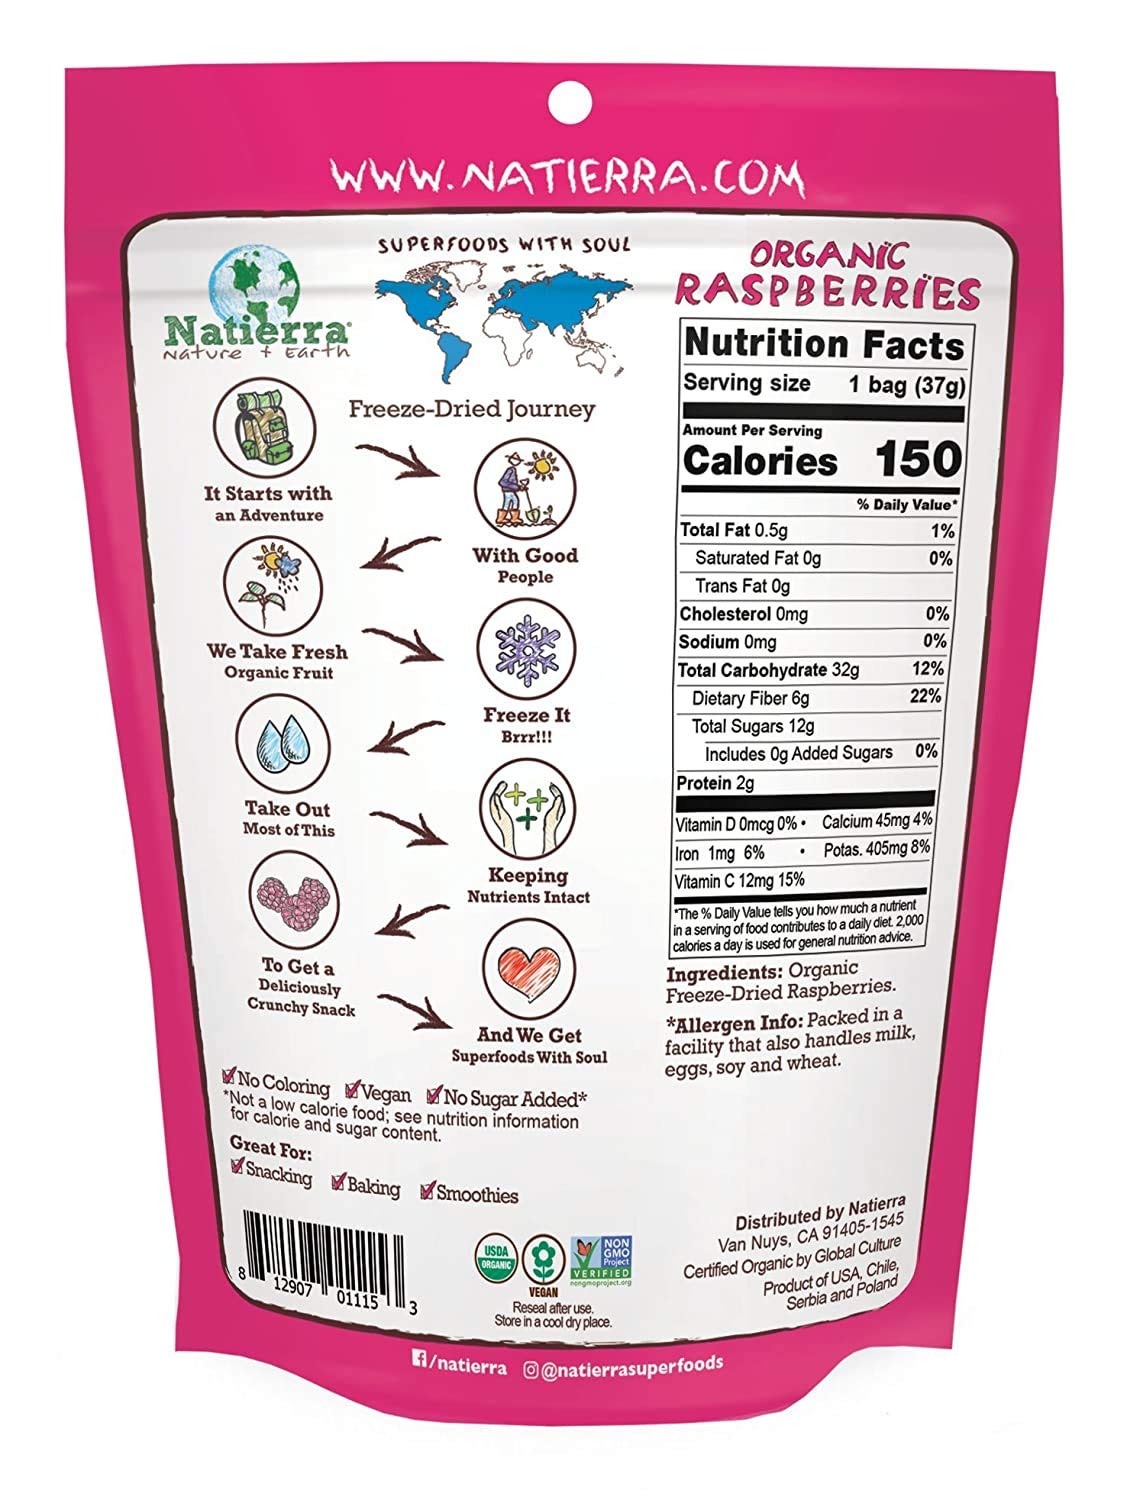 WWW.NATIERRA.COM
Natierra®
Nature + Earth
SUPERFOODS WITH SOUL
Freeze-Dried Journey
It Starts with
an Adventure
With Good
People
We Take Fresh
Organic Fruit
Freeze It
Brrr!!!
Take Out
Most of This
Keeping
Nutrients Intact
To Get a
Deliciously
Crunchy Snack
And We Get
Superfoods With Soul
No Coloring Vegan No Sugar Added*
*Not a low calorie food; see nutrition information
for calorie and sugar content.
Great For:
Snacking Baking Smoothies
8 12907 01115 3
USDA
ORGANIC
VEGAN
NON
GMO
Project
VERIFIED
nongmoproject.org
Reseal after use.
Store in a cool dry place.
ORGANIC
RASPBERRIES
Nutrition Facts
Serving size 1 bag (37g)
Amount Per Serving
Calories 150
% Daily Value*
Total Fat 0.5g 1%
Saturated Fat 0g 0%
Trans Fat 0g
Cholesterol 0mg 0%
Sodium 0mg 0%
Total Carbohydrate 32g 12%
Dietary Fiber 6g 22%
Total Sugars 12g
Includes 0g Added Sugars 0%
Protein 2g
Vitamin D 0mcg 0% • Calcium 45mg 4%
Iron 1mg 6% • Potas. 405mg 8%
Vitamin C 12mg 15%
*The % Daily Value tells you how much a nutrient
in a serving of food contributes to a daily diet. 2,000
calories a day is used for general nutrition advice.
Ingredients: Organic
Freeze-Dried Raspberries.
*Allergen Info: Packed in a
facility that also handles milk,
eggs, soy and wheat.
Distributed by Natierra
Van Nuys, CA 91405-1545
Certified Organic by Global Culture
Product of USA, Chile,
Serbia and Poland
/natierra @natierrasuperfoods